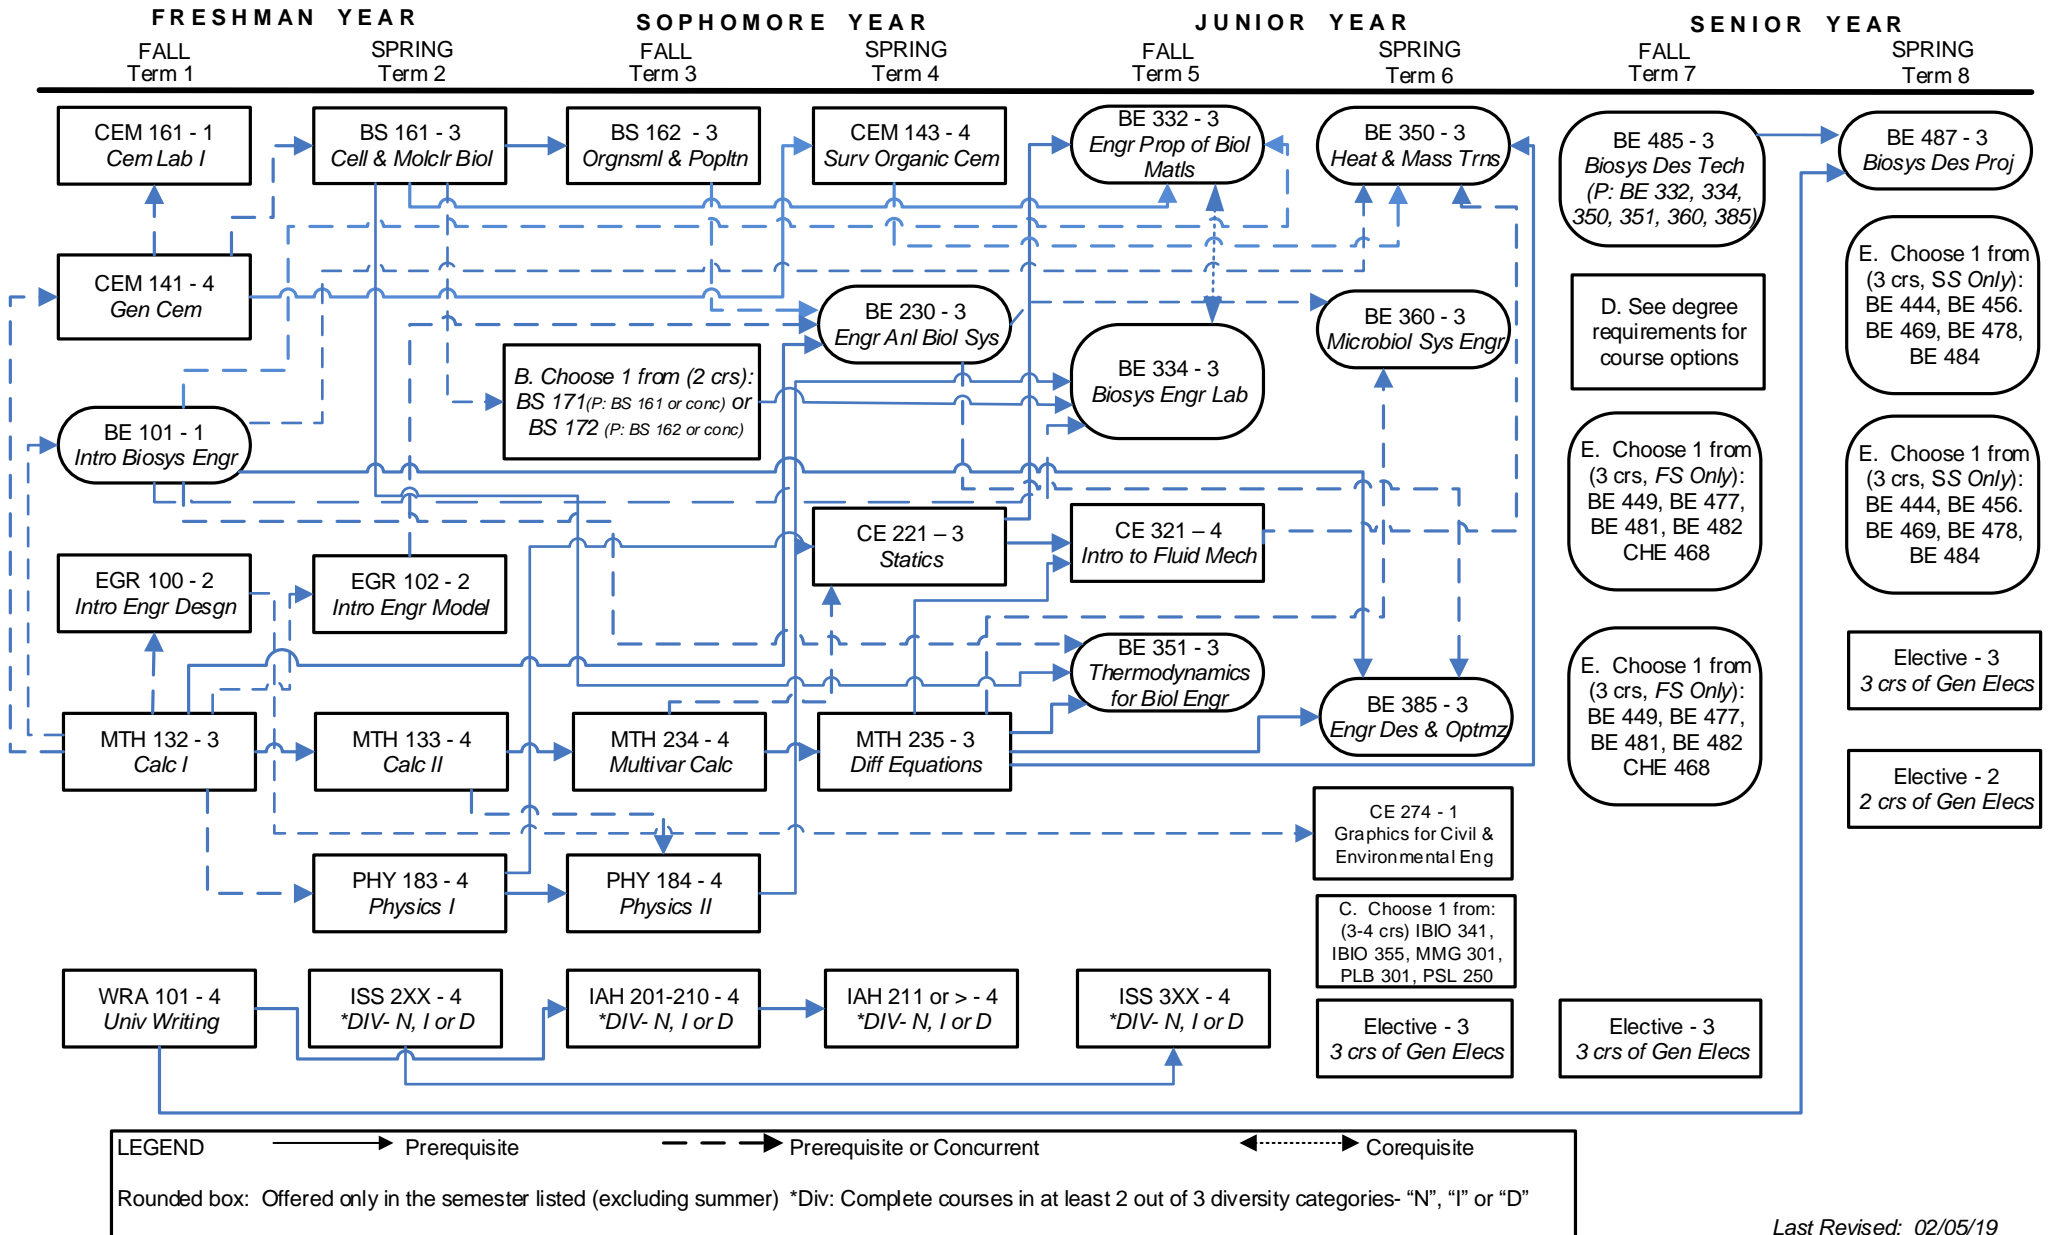 FRESHMAN YEAR
SOPHOMORE YEAR
JUNIOR YEAR
SENIOR YEAR
FALL
Term 1
SPRING
Term 2
FALL
Term 3
SPRING
Term 4
FALL
Term 5
SPRING
Term 6
FALL
Term 7
SPRING
Term 8
CEM 161 - 1
Cem Lab I
CEM 141 - 4
Gen Cem
BE 101 - 1
Intro Biosys Engr
EGR 100 - 2
Intro Engr Desgn
MTH 132 - 3
Calc I
WRA 101 - 4
Univ Writing
BS 161 - 3
Cell & Molclr Biol
EGR 102 - 2
Intro Engr Model
MTH 133 - 4
Calc II
PHY 183 - 4
Physics I
ISS 2XX - 4
*DIV- N, I or D
BS 162 - 3
Orgnsml & Popltn
B. Choose 1 from (2 crs):
BS 171(P: BS 161 or conc) or
BS 172 (P: BS 162 or conc)
MTH 234 - 4
Multivar Calc
PHY 184 - 4
Physics II
IAH 201-210 - 4
*DIV- N, I or D
CEM 143 - 4
Surv Organic Cem
BE 230 - 3
Engr Anl Biol Sys
CE 221 – 3
Statics
MTH 235 - 3
Diff Equations
IAH 211 or > - 4
*DIV- N, I or D
BE 332 - 3
Engr Prop of Biol
Matls
BE 334 - 3
Biosys Engr Lab
CE 321 – 4
Intro to Fluid Mech
BE 351 - 3
Thermodynamics
for Biol Engr
ISS 3XX - 4
*DIV- N, I or D
BE 350 - 3
Heat & Mass Trns
BE 360 - 3
Microbiol Sys Engr
BE 385 - 3
Engr Des & Optmz
CE 274 - 1
Graphics for Civil &
Environmental Eng
C. Choose 1 from:
(3-4 crs) IBIO 341,
IBIO 355, MMG 301,
PLB 301, PSL 250
Elective - 3
3 crs of Gen Elecs
BE 485 - 3
Biosys Des Tech
(P: BE 332, 334,
350, 351, 360, 385)
D. See degree
requirements for
course options
E. Choose 1 from
(3 crs, FS Only):
BE 449, BE 477,
BE 481, BE 482
CHE 468
E. Choose 1 from
(3 crs, FS Only):
BE 449, BE 477,
BE 481, BE 482
CHE 468
Elective - 3
3 crs of Gen Elecs
BE 487 - 3
Biosys Des Proj
E. Choose 1 from
(3 crs, SS Only):
BE 444, BE 456.
BE 469, BE 478,
BE 484
E. Choose 1 from
(3 crs, SS Only):
BE 444, BE 456.
BE 469, BE 478,
BE 484
Elective - 3
3 crs of Gen Elecs
Elective - 2
2 crs of Gen Elecs
LEGEND Prerequisite Prerequisite or Concurrent Corequisite
Rounded box: Offered only in the semester listed (excluding summer) *Div: Complete courses in at least 2 out of 3 diversity categories- “N”, “I” or “D”
Last Revised: 02/05/19